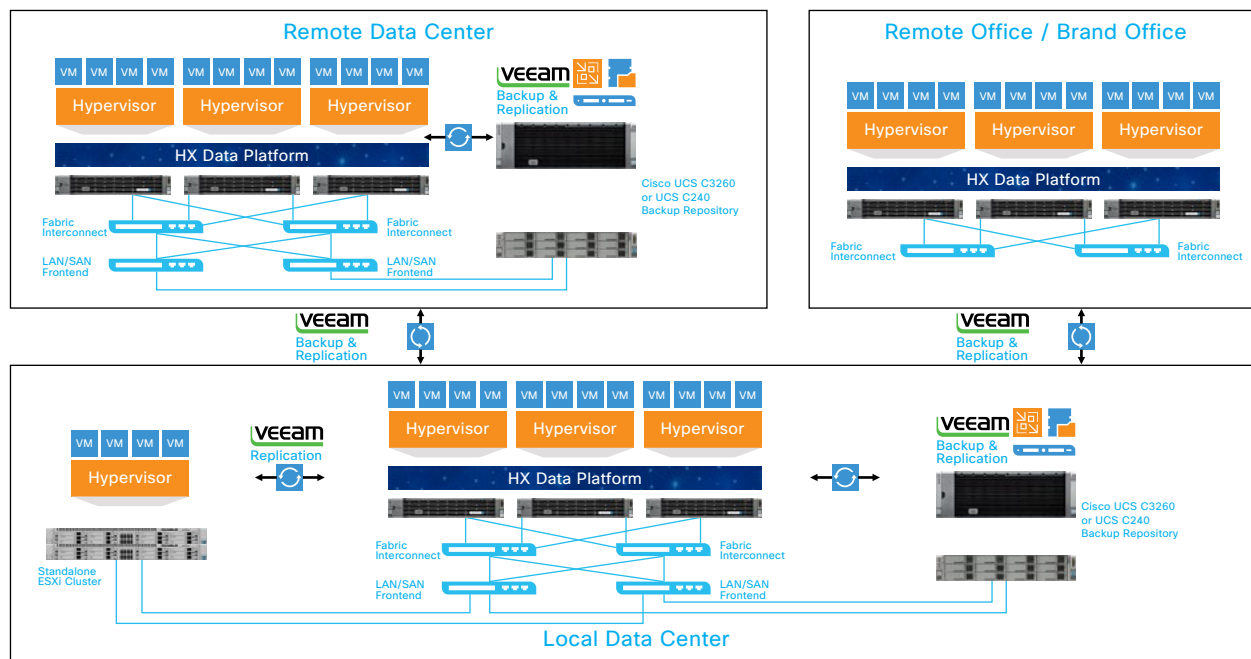 Remote Data Center
VM VM VM VM VM VM VM VM VM VM VM VM
Hypervisor Hypervisor Hypervisor
HX Data Platform
Fabric
Interconnect
Fabric
Interconnect
LAN/SAN
Frontend
LAN/SAN
Frontend
veeam
Backup &
Replication
Cisco UCS C3260
or UCS C240
Backup Repository
Remote Office / Brand Office
VM VM VM VM VM VM VM VM VM VM VM VM
Hypervisor Hypervisor Hypervisor
HX Data Platform
Fabric
Interconnect
Fabric
Interconnect
veeam
Backup &
Replication
veeam
Backup &
Replication
VM VM VM VM
Hypervisor
Standalone
ESXi Cluster
veeam
Replication
VM VM VM VM VM VM VM VM VM VM VM VM
Hypervisor Hypervisor Hypervisor
HX Data Platform
Fabric
Interconnect
Fabric
Interconnect
LAN/SAN
Frontend
LAN/SAN
Frontend
veeam
Backup &
Replication
Cisco UCS C3260
or UCS C240
Backup Repository
Local Data Center